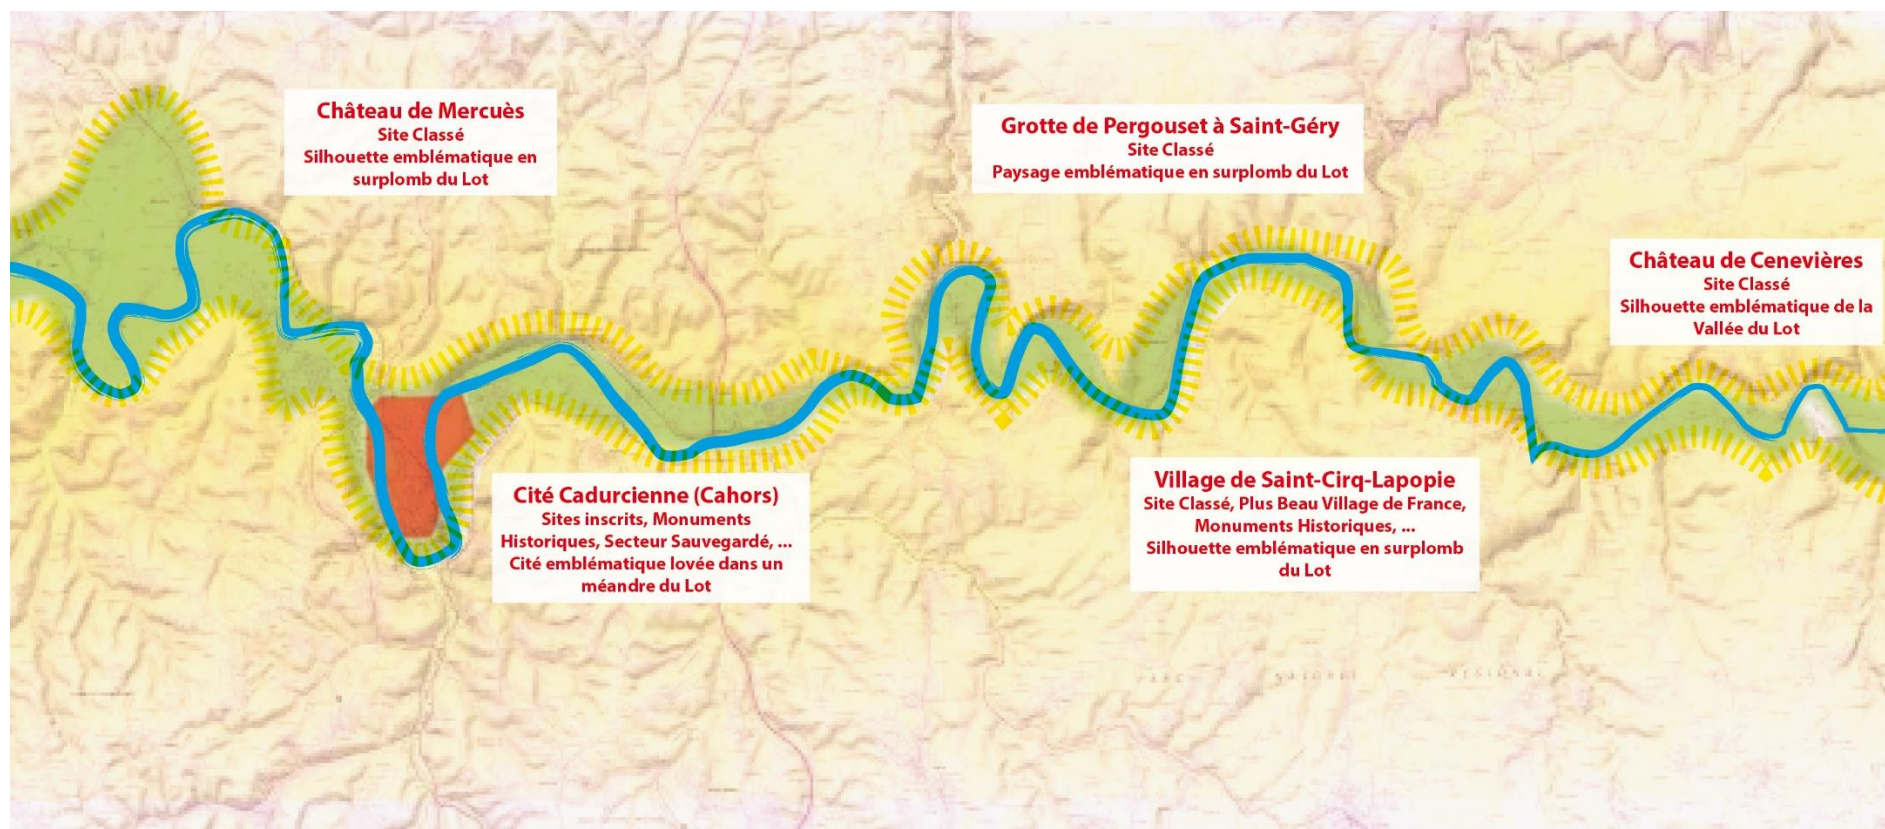 Château de Mercuès
Site Classé
Silhouette emblématique en
surplomb du Lot
Grotte de Pergouset à Saint-Géry
Site Classé
Paysage emblématique en surplomb du Lot
Château de Cenevières
Site Classé
Silhouette emblématique de la
Vallée du Lot
Cité Cadurcienne (Cahors)
Sites inscrits, Monuments
Historiques, Secteur Sauvegardé, ...
Cité emblématique lovée dans un
méandre du Lot
Village de Saint-Cirq-Lapopie
Site Classé, Plus Beau Village de France,
Monuments Historiques, ...
Silhouette emblématique en surplomb
du Lot
PARC NATUREL REGIONAL